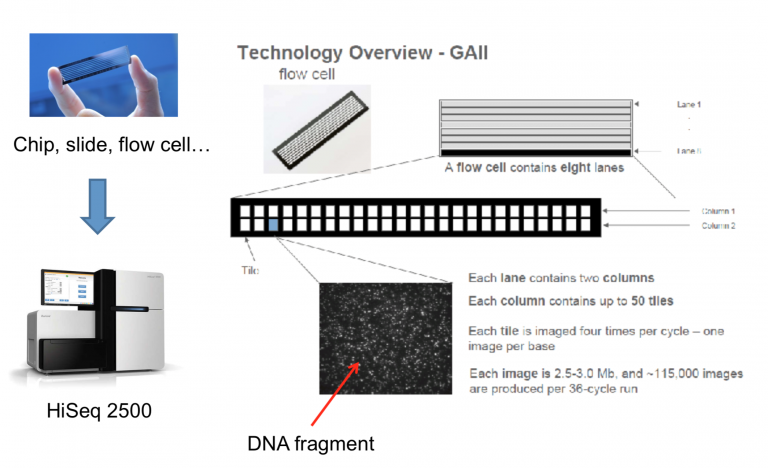 Technology Overview - GAII
flow cell
Chip, slide, flow cell…
Lane 1
.
.
Lane 8
A flow cell contains eight lanes
Column 1
Column 2
Tile
Each lane contains two columns
Each column contains up to 50 tiles
Each tile is imaged four times per cycle – one
image per base
Each image is 2.5-3.0 Mb, and ~115,000 images
are produced per 36-cycle run
HiSeq 2500
DNA fragment